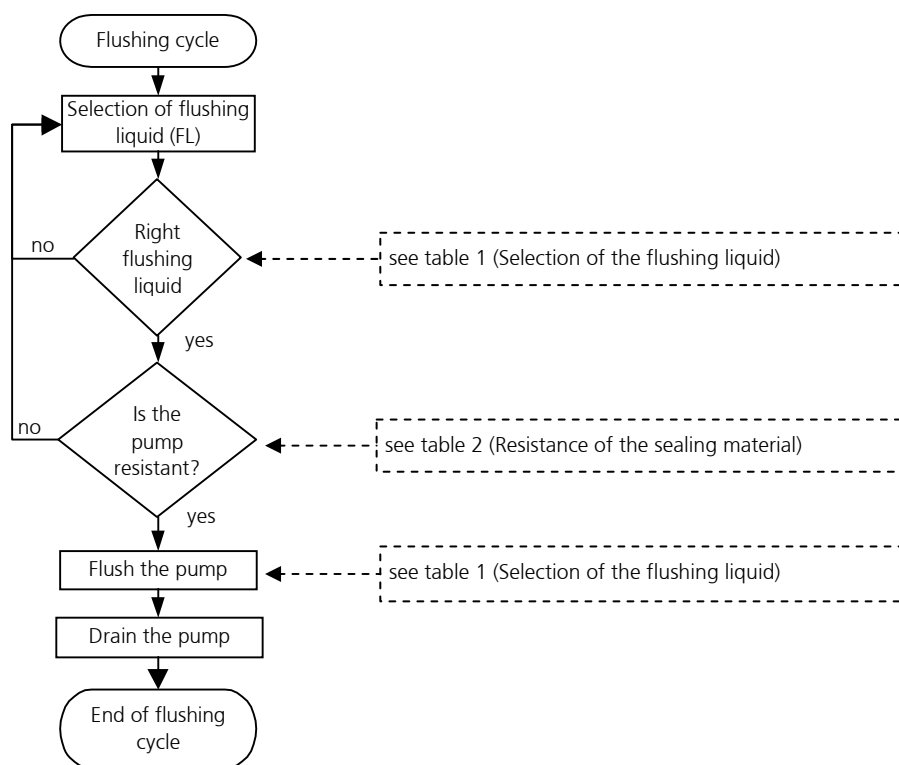 Flushing cycle
Selection of flushing
liquid (FL)
no
Right
flushing
liquid
see table 1 (Selection of the flushing liquid)
yes
no
Is the
pump
resistant?
see table 2 (Resistance of the sealing material)
yes
Flush the pump
see table 1 (Selection of the flushing liquid)
Drain the pump
End of flushing
cycle